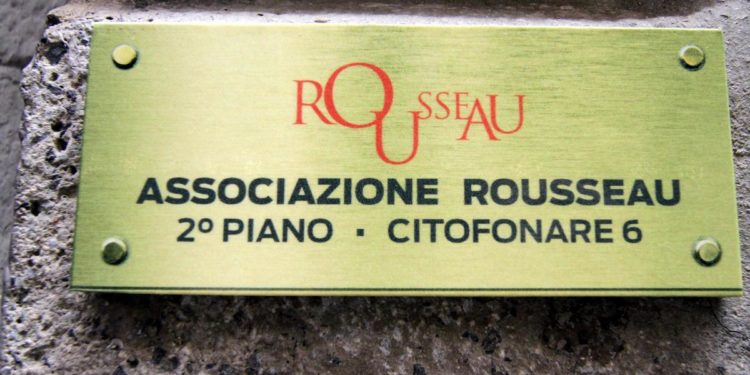 ROUSSEAU
ASSOCIAZIONE ROUSSEAU
2º PIANO · CITOFONARE 6